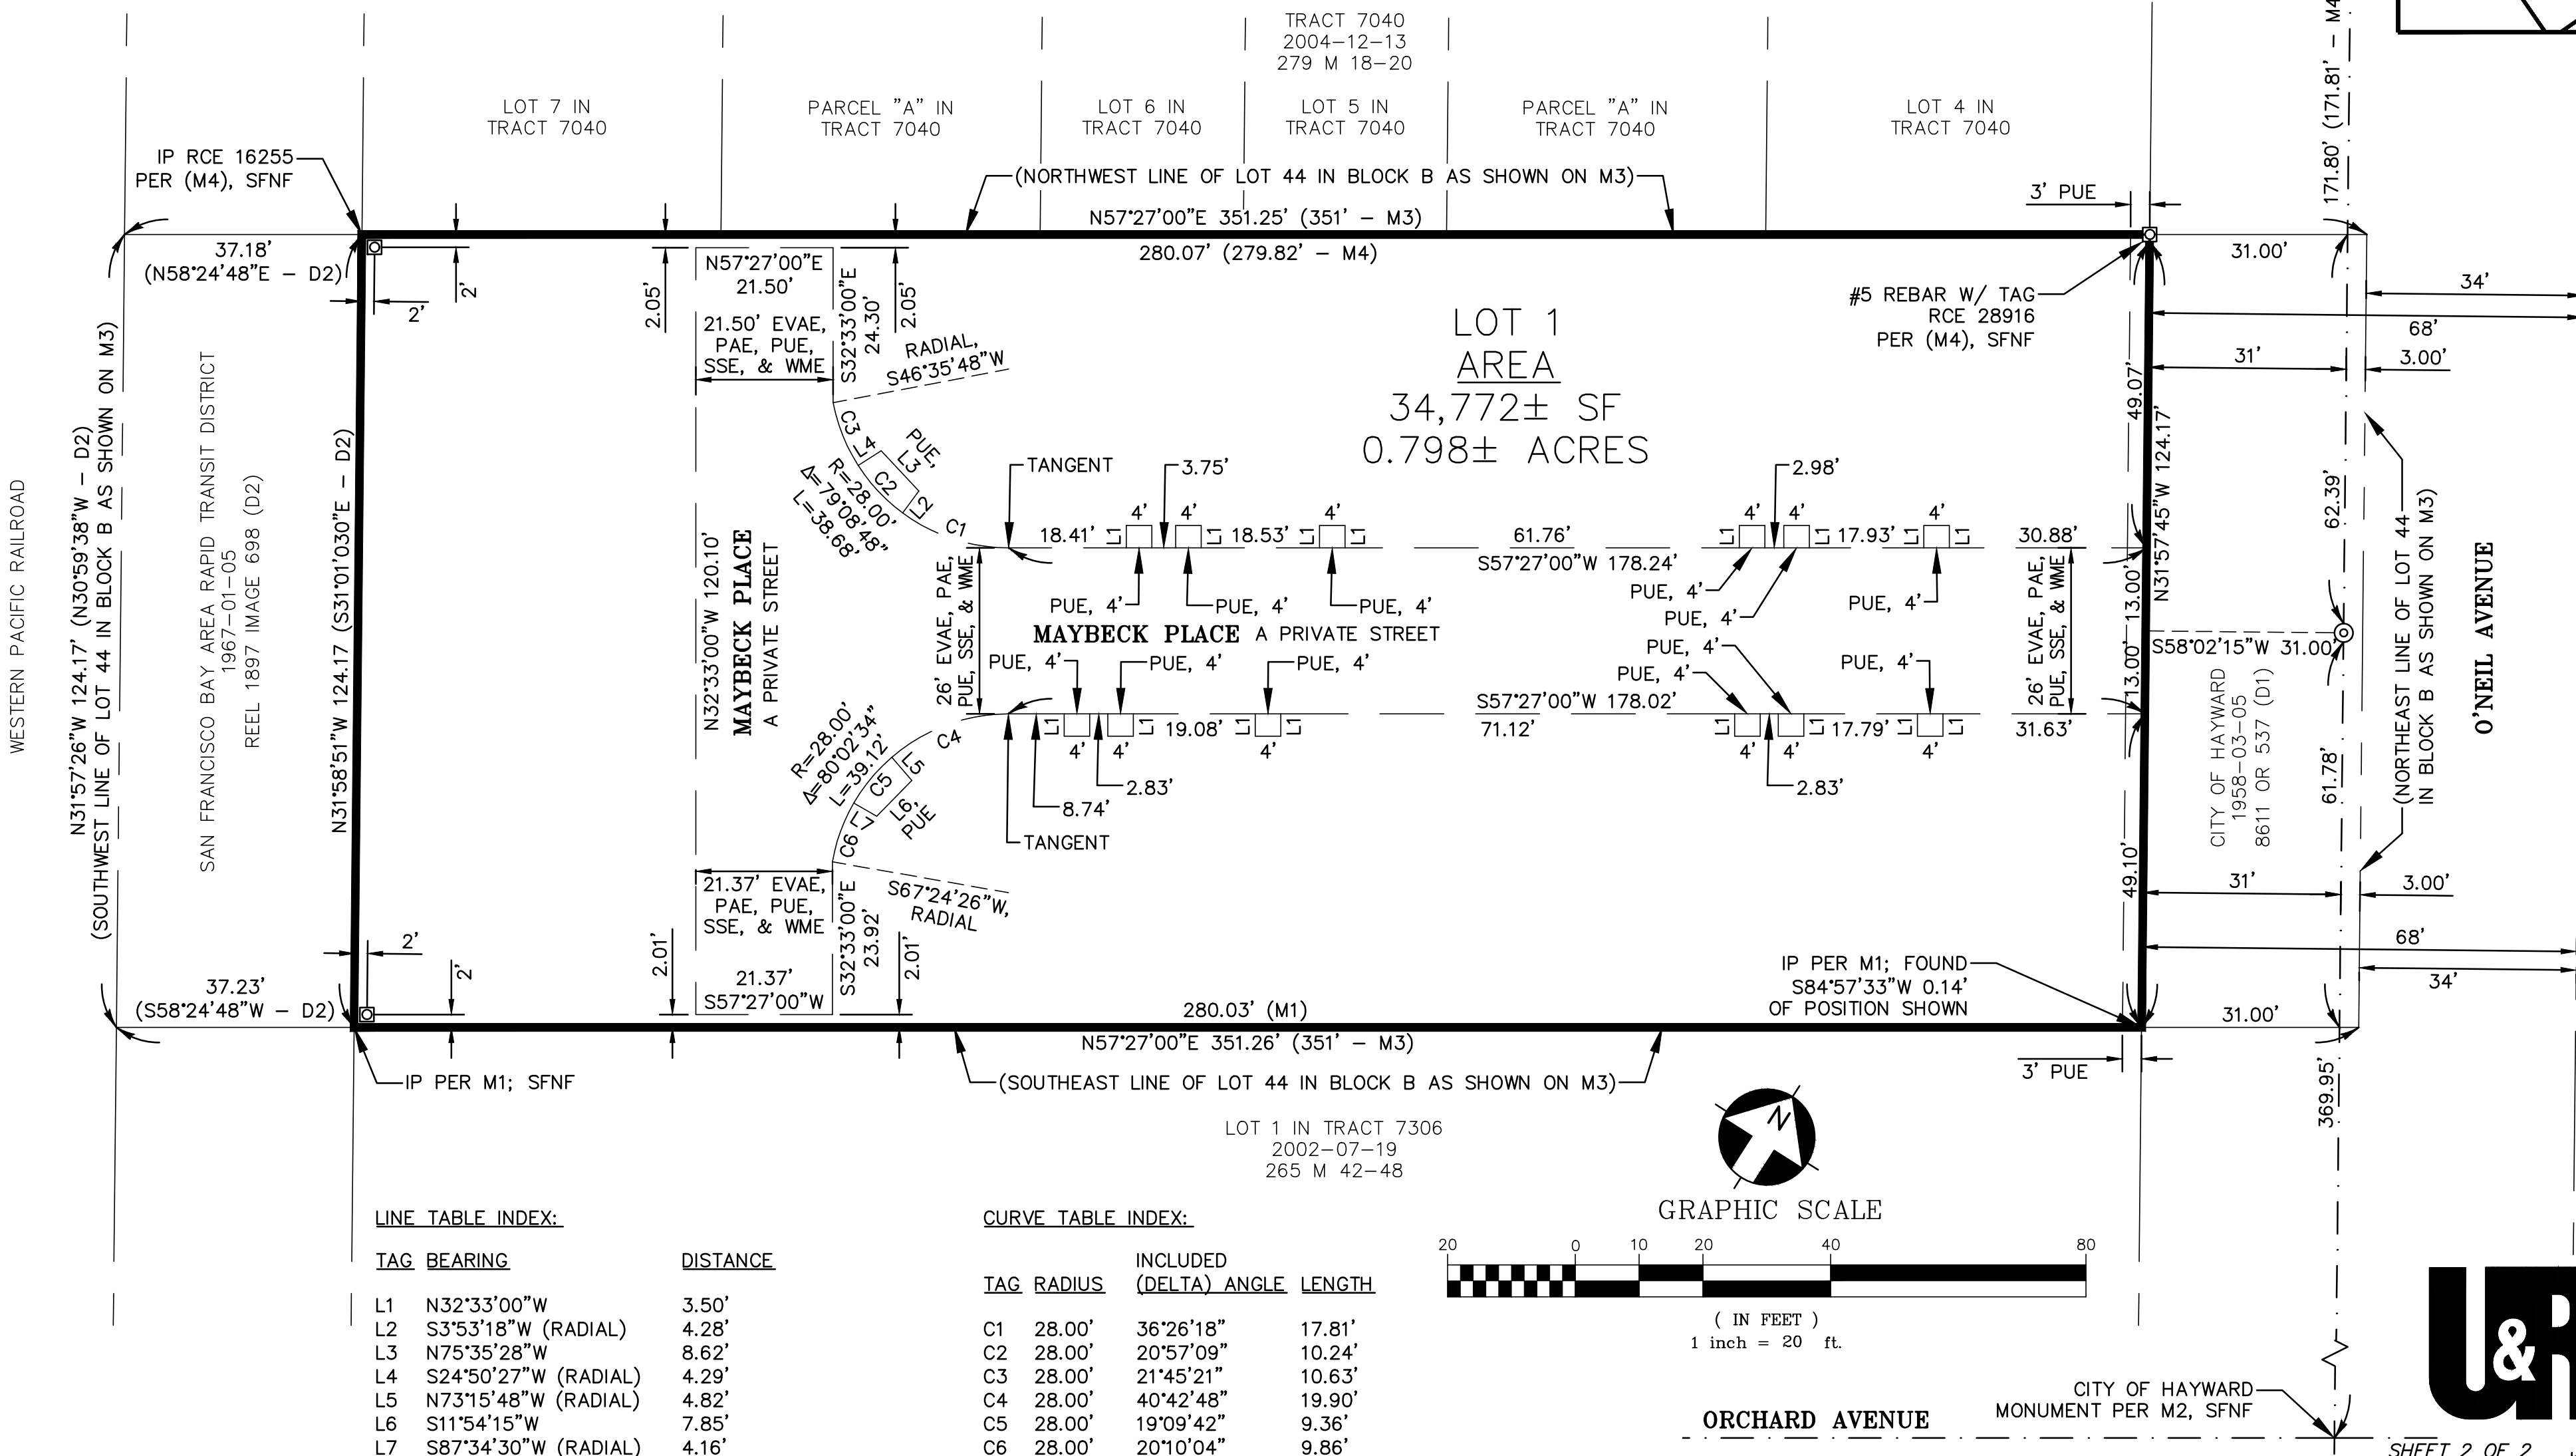 TRACT 7040
2004-12-13
279 M 18-20
LOT 7 IN
TRACT 7040
PARCEL "A" IN
TRACT 7040
LOT 6 IN
TRACT 7040
LOT 5 IN
TRACT 7040
PARCEL "A" IN
TRACT 7040
LOT 4 IN
TRACT 7040
171.80' (171.81' - M4
IP RCE 16255
PER (M4), SFNF
(NORTHWEST LINE OF LOT 44 IN BLOCK B AS SHOWN ON M3)
N57°27'00"E 351.25' (351' - M3)
280.07' (279.82' - M4)
3' PUE
37.18'
(N58°24'48"E - D2)
2'
2'
2.05'
N57°27'00"E
21.50'
21.50' EVAE,
PAE, PUE,
SSE, & WME
S32°33'00"E
24.30'
2.05'
RADIAL,
S46°35'48"W
LOT 1
AREA
34,772± SF
0.798± ACRES
#5 REBAR W/ TAG
RCE 28916
PER (M4), SFNF
31.00'
34'
68'
31'
3.00'
WESTERN PACIFIC RAILROAD
N31°57'26"W 124.17' (N30°59'38"W - D2)
(SOUTHWEST LINE OF LOT 44 IN BLOCK B AS SHOWN ON M3)
SAN FRANCISCO BAY AREA RAPID TRANSIT DISTRICT
1967-01-05
REEL 1897 IMAGE 698 (D2)
N31°58'51"W 124.17 (S31°01'030"E - D2)
N32°33'00"W 120.10'
MAYBECK PLACE
A PRIVATE STREET
C3
L4
PUE,
L3
C2
L2
C1
R=28.00'
Δ=79°08'48"
L=38.68'
TANGENT
3.75'
2.98'
18.41'
L1
4'
4'
L1
18.53'
L1
4'
L1
61.76'
S57°27'00"W 178.24'
L1
4'
4'
L1
17.93'
L1
4'
L1
30.88'
26' EVAE, PAE,
PUE, SSE, & WME
PUE, 4'
PUE, 4'
PUE, 4'
PUE, 4'
PUE, 4'
PUE, 4'
MAYBECK PLACE A PRIVATE STREET
PUE, 4'
PUE, 4'
PUE, 4'
PUE, 4'
PUE, 4'
PUE, 4'
26' EVAE, PAE,
PUE, SSE, & WME
49.07'
N31°57'45"W 124.17'
13.00'
13.00'
49.10'
S58°02'15"W 31.00'
62.39'
61.78'
CITY OF HAYWARD
1958-03-05
8611 OR 537 (D1)
(NORTHEAST LINE OF LOT 44
IN BLOCK B AS SHOWN ON M3)
O'NEIL AVENUE
S57°27'00"W 178.02'
L1
4'
4'
L1
19.08'
L1
4'
L1
71.12'
L1
4'
4'
L1
17.79'
L1
4'
L1
31.63'
2.83'
8.74'
2.83'
TANGENT
R=28.00'
Δ=80°02'34"
L=39.12'
C4
L5
C5
L6,
PUE
L7
C6
S67°24'26"W,
RADIAL
21.37' EVAE,
PAE, PUE,
SSE, & WME
S32°33'00"E
23.92'
2.01'
2.01'
21.37'
S57°27'00"W
2'
2'
37.23'
(S58°24'48"W - D2)
31'
3.00'
68'
34'
IP PER M1; FOUND
S84°57'33"W 0.14'
OF POSITION SHOWN
280.03' (M1)
31.00'
N57°27'00"E 351.26' (351' - M3)
3' PUE
IP PER M1; SFNF
(SOUTHEAST LINE OF LOT 44 IN BLOCK B AS SHOWN ON M3)
369.95'
LOT 1 IN TRACT 7306
2002-07-19
265 M 42-48
N
GRAPHIC SCALE
20 0 10 20 40 80
( IN FEET )
1 inch = 20 ft.
LINE TABLE INDEX:
TAG BEARING DISTANCE
L1 N32°33'00"W 3.50'
L2 S3°53'18"W (RADIAL) 4.28'
L3 N75°35'28"W 8.62'
L4 S24°50'27"W (RADIAL) 4.29'
L5 N73°15'48"W (RADIAL) 4.82'
L6 S11°54'15"W 7.85'
L7 S87°34'30"W (RADIAL) 4.16'
CURVE TABLE INDEX:
INCLUDED
TAG RADIUS (DELTA) ANGLE LENGTH
C1 28.00' 36°26'18" 17.81'
C2 28.00' 20°57'09" 10.24'
C3 28.00' 21°45'21" 10.63'
C4 28.00' 40°42'48" 19.90'
C5 28.00' 19°09'42" 9.36'
C6 28.00' 20°10'04" 9.86'
CITY OF HAYWARD
MONUMENT PER M2, SFNF
ORCHARD AVENUE
U&R
SHEET 2 OF 2